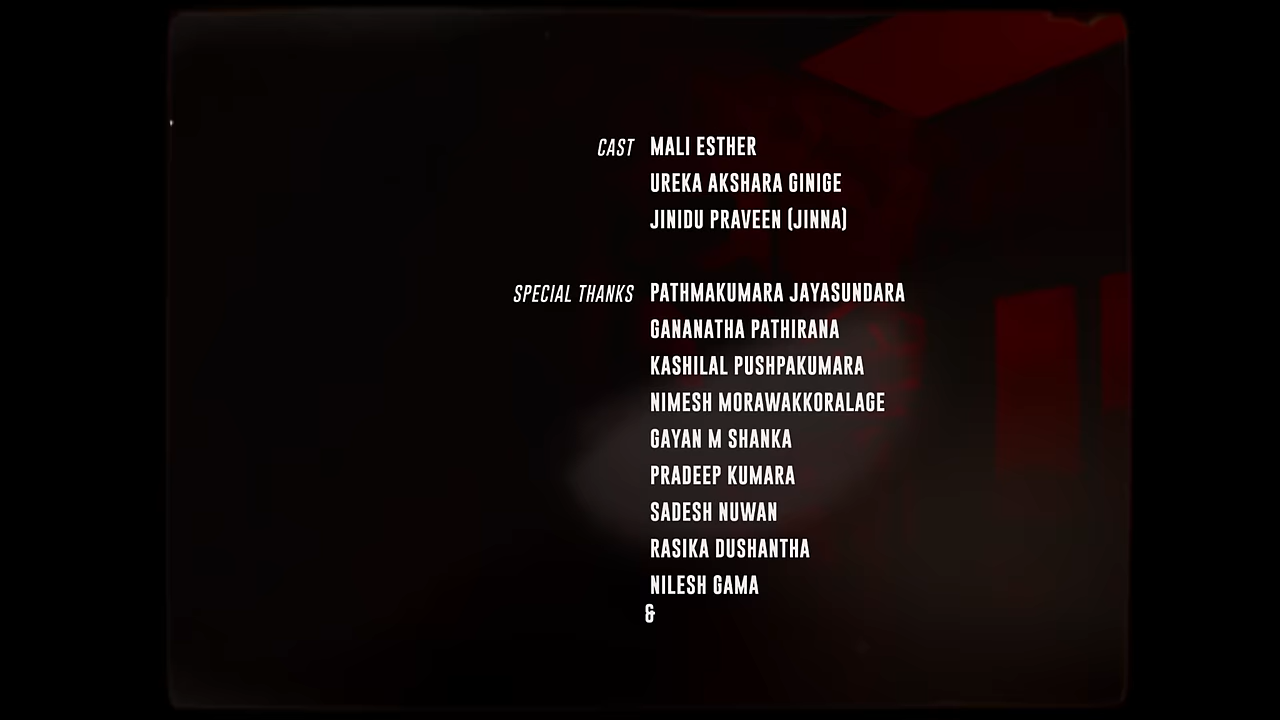 CAST MALI ESTHER
UREKA AKSHARA GINIGE
JINIDU PRAVEEN (JINNA)
SPECIAL THANKS PATHMAKUMARA JAYASUNDARA
GANANATHA PATHIRANA
KASHILAL PUSHPAKUMARA
NIMESH MORAWAKKORALAGE
GAYAN M SHANKA
PRADEEP KUMARA
SADESH NUWAN
RASIKA DUSHANTHA
NILESH GAMA
&